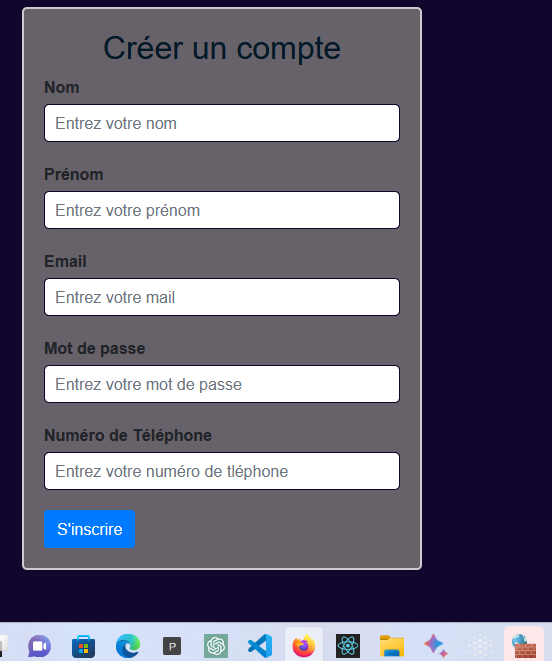 Créer un compte
Nom
Entrez votre nom
Prénom
Entrez votre prénom
Email
Entrez votre mail
Mot de passe
Entrez votre mot de passe
Numéro de Téléphone
Entrez votre numéro de tléphone
S'inscrire
P